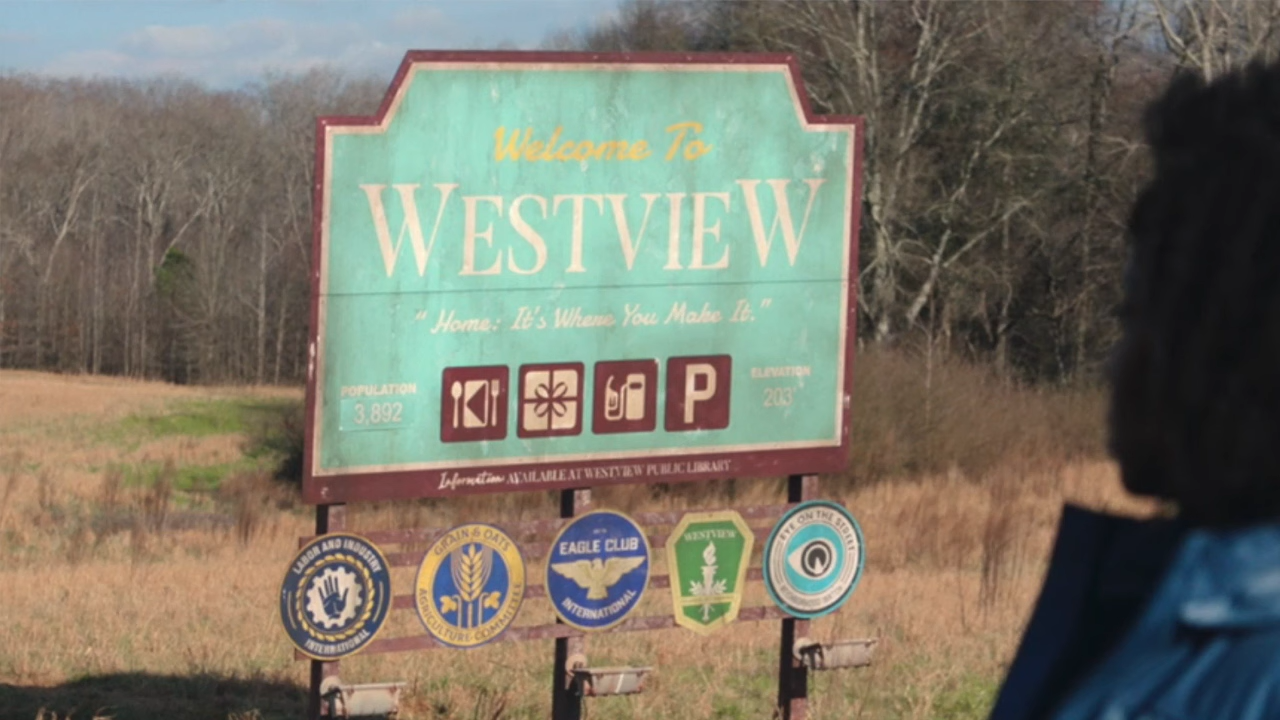 Welcome To
WESTVIEW
"Home: It's Where You Make It."
POPULATION
3,892
P
ELEVATION
203'
Information AVAILABLE AT WESTVIEW PUBLIC LIBRARY
LABOR AND INDUSTRY
INTERNATIONAL
GRAIN & OATS
AGRICULTURE-COMMITTEE
EAGLE CLUB
INTERNATIONAL
WESTVIEW
EYE ON THE STREET